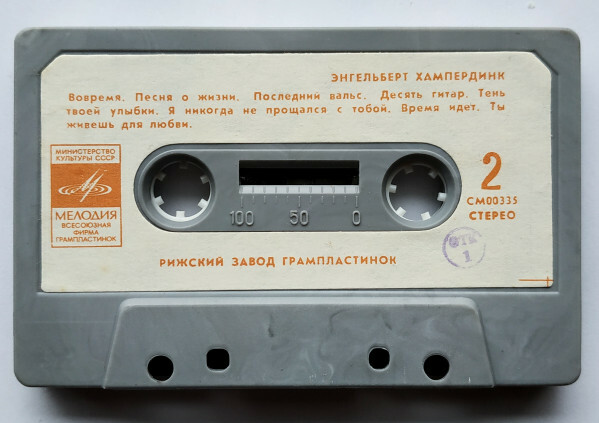 ЭНГЕЛЬБЕРТ ХАМПЕРДИНК
Вовремя. Песня о жизни. Последний вальс. Десять гитар. Тень
твоей улыбки. Я никогда не прощался с тобой. Время идет. Ты
живешь для любви.
МИНИСТЕРСТВО
КУЛЬТУРЫ СССР
МЕЛОДИЯ
ВСЕСОЮЗНАЯ
ФИРМА
ГРАМПЛАСТИНОК
100 50 0
2
СМ00335
СТЕРЕО
ОТК
1
РИЖСКИЙ ЗАВОД ГРАМПЛАСТИНОК